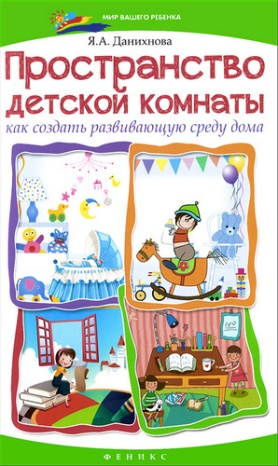 МИР ВАШЕГО РЕБЕНКА
Я.А. Данихнова
Пространство
детской комнаты
как создать развивающую среду дома
ФЕНИКС